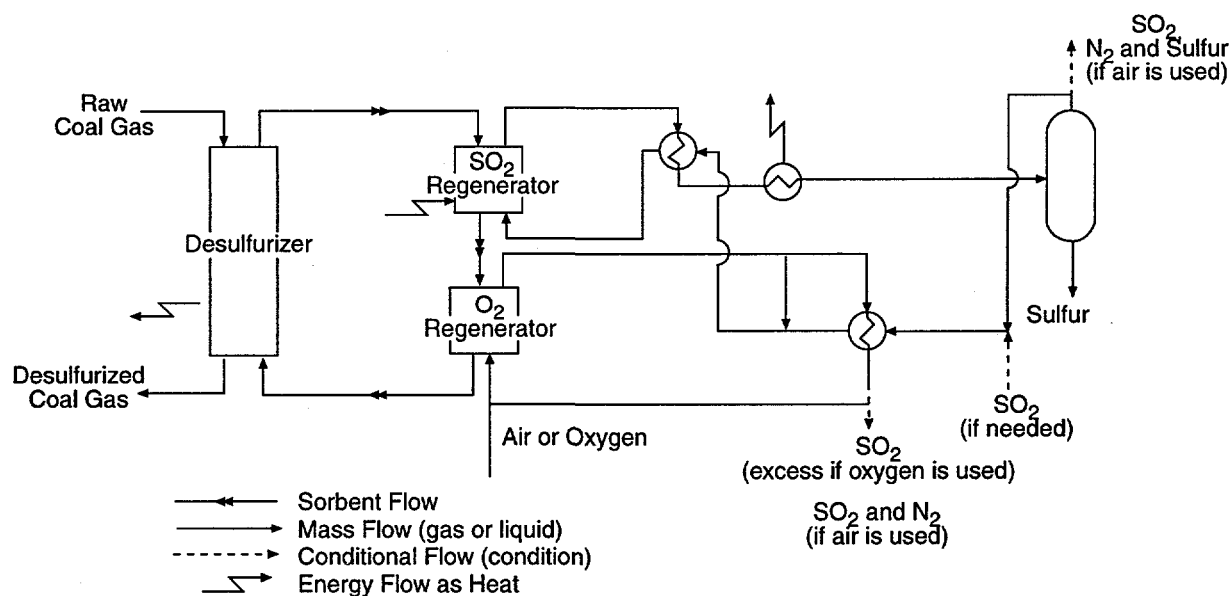 SO2,
N2 and Sulfur
(if air is used)
Raw
Coal Gas
SO2
Regenerator
Desulfurizer
O2
Regenerator
Sulfur
Desulfurized
Coal Gas
Air or Oxygen
SO2
(if needed)
SO2
(excess if oxygen is used)
SO2 and N2
(if air is used)
Sorbent Flow
Mass Flow (gas or liquid)
Conditional Flow (condition)
Energy Flow as Heat